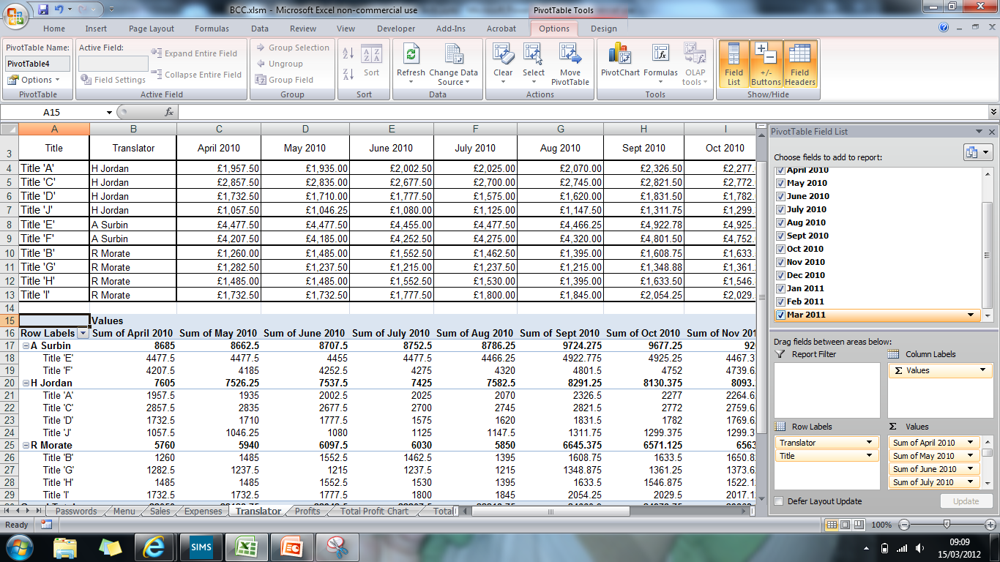 BCC.xlsm - Microsoft Excel non-commercial use
PivotTable Tools
Home Insert Page Layout Formulas Data Review View Developer Add-Ins Acrobat Options Design
PivotTable Name: Active Field:
PivotTable4
Options
Field Settings
Expand Entire Field
Collapse Entire Field
Group Selection
Ungroup
Group Field
Sort
Refresh
Change Data Source
Clear
Select
Move PivotTable
PivotChart
Formulas
OLAP tools
Field List
+/- Buttons
Field Headers
PivotTable Active Field Group Sort Data Actions Tools Show/Hide
A15 fx
A B C D E F G H I
3 Title Translator April 2010 May 2010 June 2010 July 2010 Aug 2010 Sept 2010 Oct 2010
4 Title 'A' H Jordan £1,957.50 £1,935.00 £2,002.50 £2,025.00 £2,070.00 £2,326.50 £2,277.
5 Title 'C' H Jordan £2,857.50 £2,835.00 £2,677.50 £2,700.00 £2,745.00 £2,821.50 £2,772.
6 Title 'D' H Jordan £1,732.50 £1,710.00 £1,777.50 £1,575.00 £1,620.00 £1,831.50 £1,782.
7 Title 'J' H Jordan £1,057.50 £1,046.25 £1,080.00 £1,125.00 £1,147.50 £1,311.75 £1,299.
8 Title 'E' A Surbin £4,477.50 £4,477.50 £4,455.00 £4,477.50 £4,466.25 £4,922.78 £4,925.
9 Title 'F' A Surbin £4,207.50 £4,185.00 £4,252.50 £4,275.00 £4,320.00 £4,801.50 £4,752.
10 Title 'B' R Morate £1,260.00 £1,485.00 £1,552.50 £1,462.50 £1,395.00 £1,608.75 £1,633.
11 Title 'G' R Morate £1,282.50 £1,237.50 £1,215.00 £1,237.50 £1,215.00 £1,348.88 £1,361.
12 Title 'H' R Morate £1,485.00 £1,485.00 £1,552.50 £1,530.00 £1,395.00 £1,633.50 £1,546.
13 Title 'I' R Morate £1,732.50 £1,732.50 £1,777.50 £1,800.00 £1,845.00 £2,054.25 £2,029.
14
15 Values
16 Row Labels Sum of April 2010 Sum of May 2010 Sum of June 2010 Sum of July 2010 Sum of Aug 2010 Sum of Sept 2010 Sum of Oct 2010 Sum of Nov 201
17 A Surbin 8685 8662.5 8707.5 8752.5 8786.25 9724.275 9677.25 920
18 Title 'E' 4477.5 4477.5 4455 4477.5 4466.25 4922.775 4925.25 4467.3
19 Title 'F' 4207.5 4185 4252.5 4275 4320 4801.5 4752 4739.6
20 H Jordan 7605 7526.25 7537.5 7425 7582.5 8291.25 8130.375 8093.
21 Title 'A' 1957.5 1935 2002.5 2025 2070 2326.5 2277 2264.6
22 Title 'C' 2857.5 2835 2677.5 2700 2745 2821.5 2772 2759.6
23 Title 'D' 1732.5 1710 1777.5 1575 1620 1831.5 1782 1769.6
24 Title 'J' 1057.5 1046.25 1080 1125 1147.5 1311.75 1299.375 1299.3
25 R Morate 5760 5940 6097.5 6030 5850 6645.375 6571.125 6563
26 Title 'B' 1260 1485 1552.5 1462.5 1395 1608.75 1633.5 1650.8
27 Title 'G' 1282.5 1237.5 1215 1237.5 1215 1348.875 1361.25 1373.6
28 Title 'H' 1485 1485 1552.5 1530 1395 1633.5 1546.875 1522.1
29 Title 'I' 1732.5 1732.5 1777.5 1800 1845 2054.25 2029.5 2017.1
Passwords Menu Sales Expenses Translator Profits Total Profit Chart Total
PivotTable Field List
Choose fields to add to report:
April 2010
May 2010
June 2010
July 2010
Aug 2010
Sept 2010
Oct 2010
Nov 2010
Dec 2010
Jan 2011
Feb 2011
Mar 2011
Drag fields between areas below:
Report Filter Column Labels
Σ Values
Row Labels Σ Values
Translator Sum of April 2010
Title Sum of May 2010
Sum of June 2010
Sum of July 2010
Defer Layout Update Update
Ready 100%
SIMS
09:09
15/03/2012